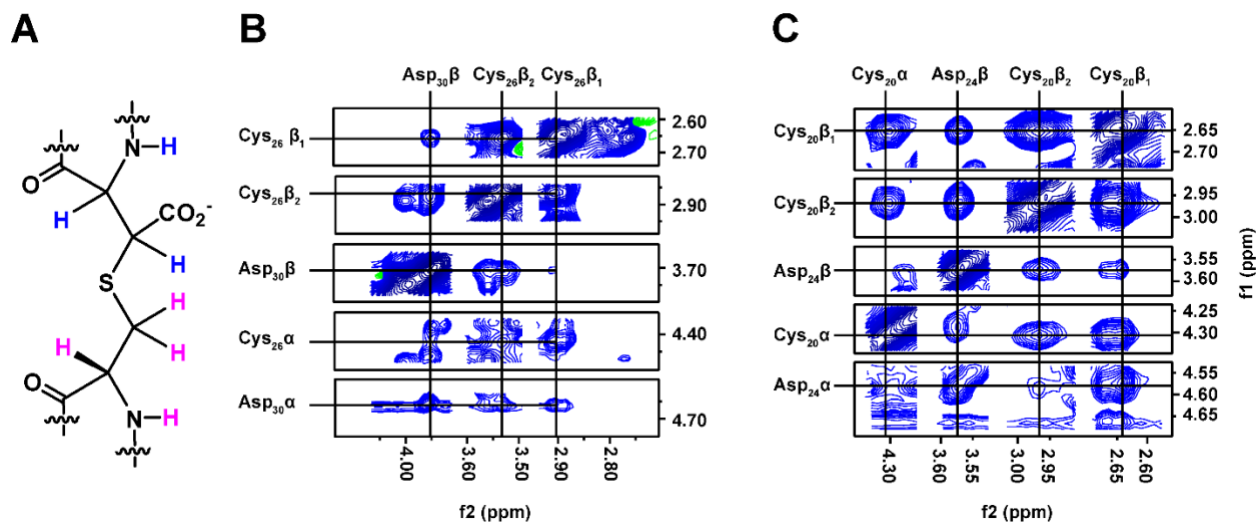 A
B
C
Asp30β Cys26β2 Cys26β1
Cys20α Asp24β Cys20β2 Cys20β1
Cys26 β1
2.60
2.70
Cys26β2
2.90
Asp30β
3.70
Cys26α
4.40
Asp30α
4.70
4.00 3.60 3.50 2.90 2.80
f2 (ppm)
Cys20β1
2.65
2.70
Cys20β2
2.95
3.00
Asp24β
3.55
3.60
Cys20α
4.25
4.30
Asp24α
4.55
4.60
4.65
f1 (ppm)
4.30 3.60 3.55 3.00 2.95 2.65 2.60
f2 (ppm)
N H
O
H
CO2-
H
S
H
H
H
O
N H